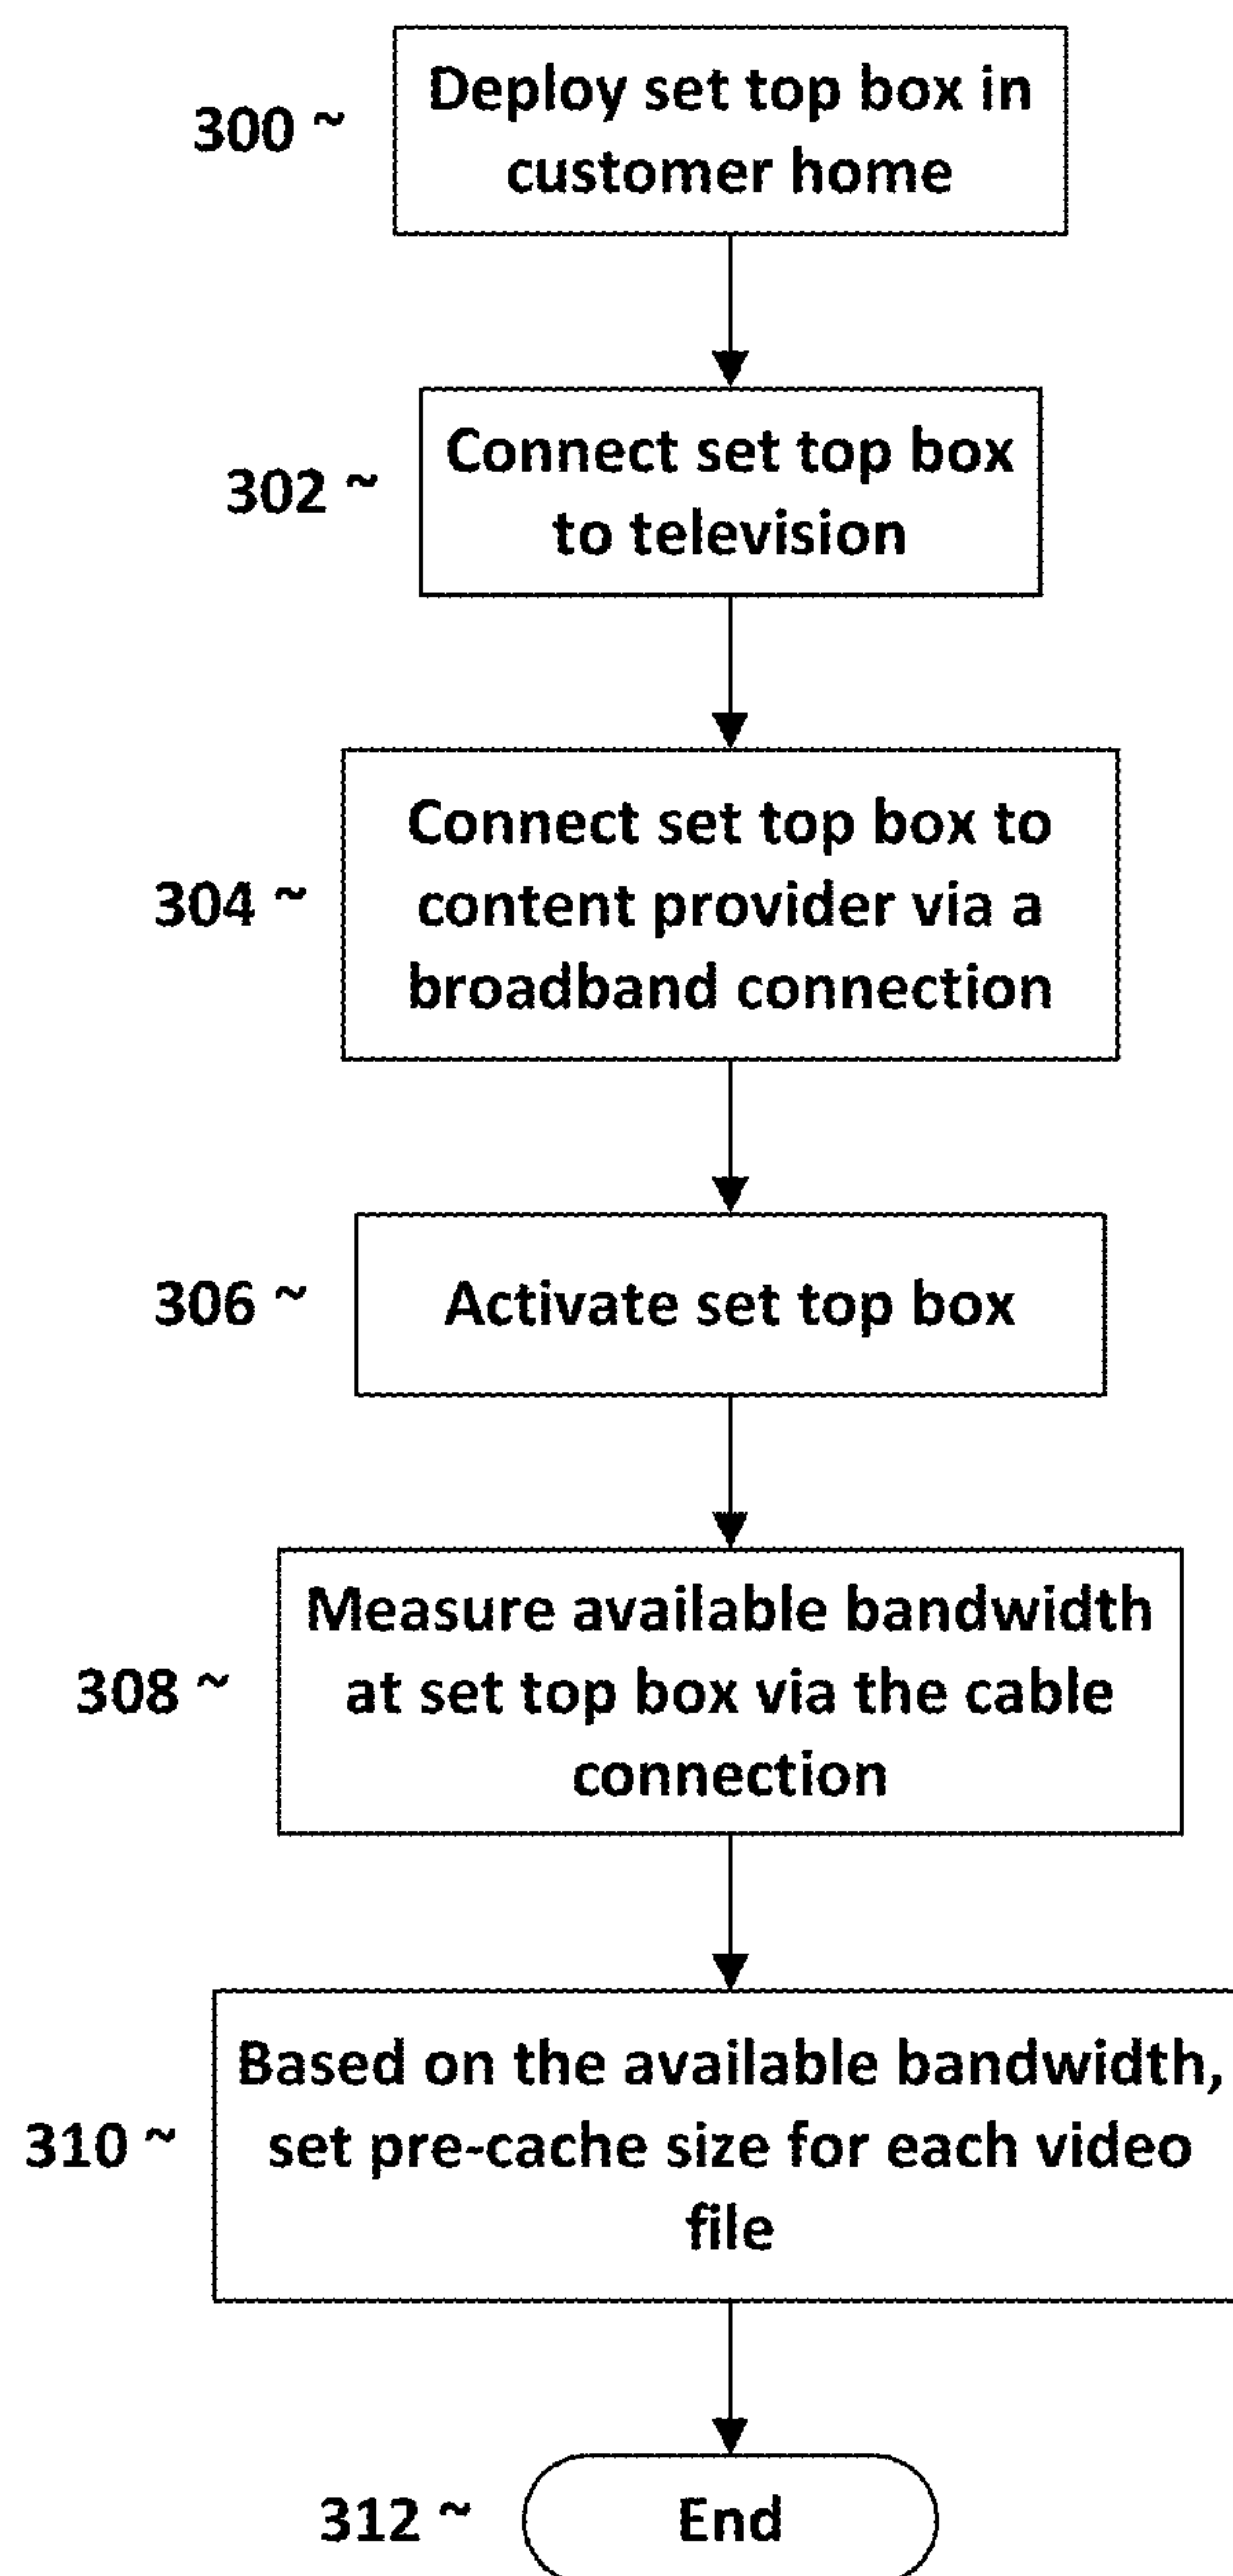 300 ~ Deploy set top box in
customer home
302 ~ Connect set top box
to television
Connect set top box to
304 ~ content provider via a
broadband connection
306 ~ Activate set top box
Measure available bandwidth
308 ~ at set top box via the cable
connection
Based on the available bandwidth,
310 ~ set pre-cache size for each video
file
312 ~ End